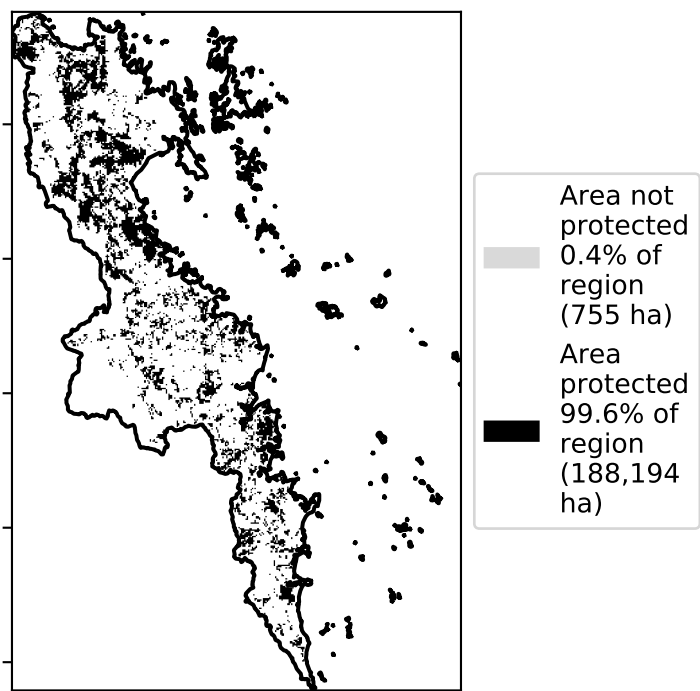 Area not
protected
0.4% of
region
(755 ha)
Area
protected
99.6% of
region
(188,194
ha)